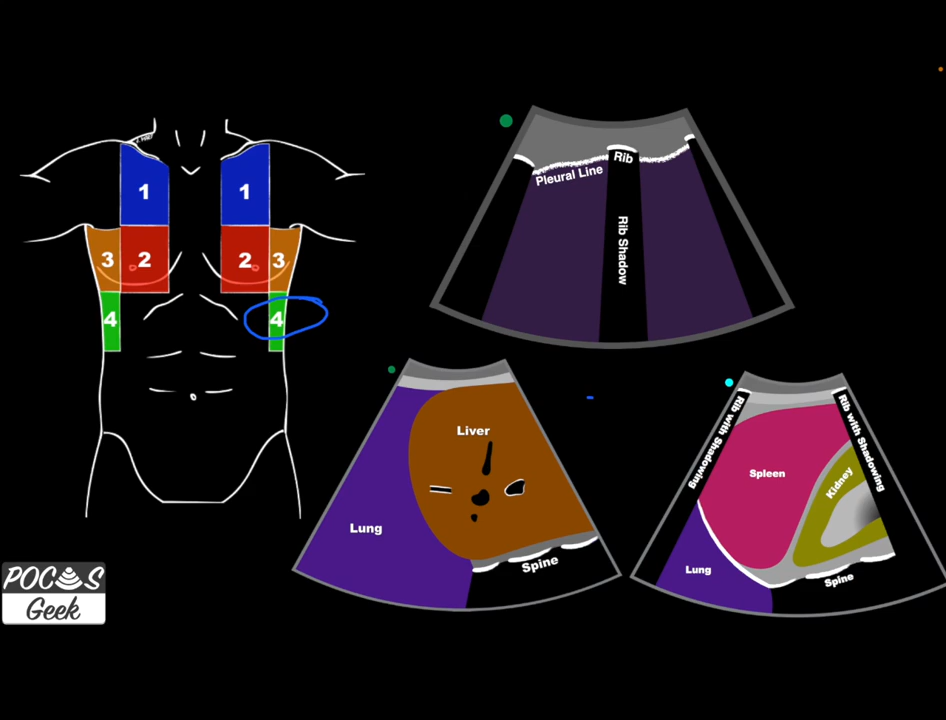 1
1
3
2
2
3
4
4
Rib
Pleural Line
Rib Shadow
Liver
Lung
Spine
Rib with Shadowing
Rib with Shadowing
Spleen
Kidney
Lung
Spine
POCUS
Geek